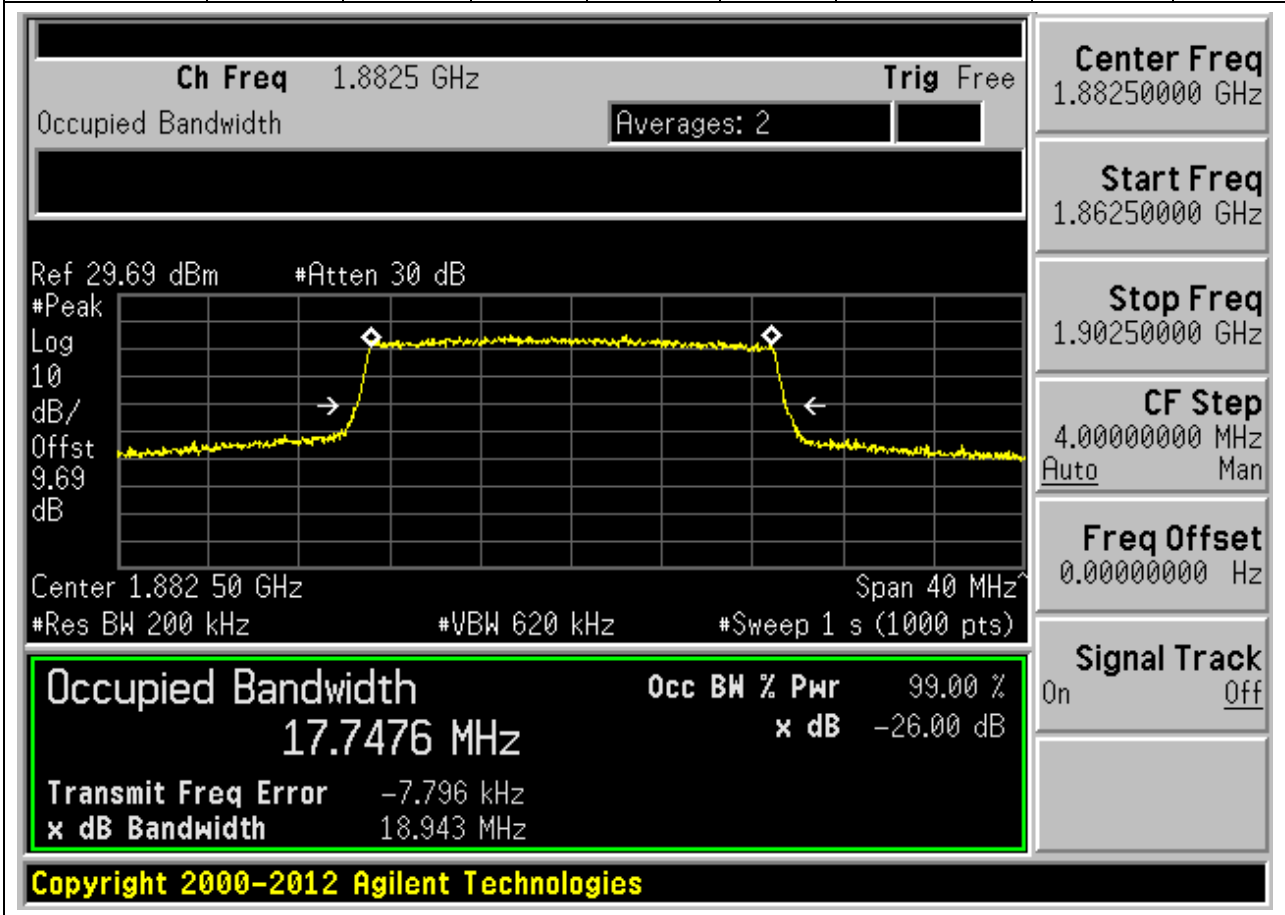 Ch Freq 1.8825 GHz Trig Free
Occupied Bandwidth Averages: 2
Ref 29.69 dBm #Atten 30 dB
#Peak
Log
10
dB/
Offst
9.69
dB
Center 1.882 50 GHz Span 40 MHz^
#Res BW 200 kHz #VBW 620 kHz #Sweep 1 s (1000 pts)
Occupied Bandwidth Occ BW % Pwr 99.00 %
17.7476 MHz x dB -26.00 dB
Transmit Freq Error -7.796 kHz
x dB Bandwidth 18.943 MHz
Copyright 2000-2012 Agilent Technologies
Center Freq
1.88250000 GHz
Start Freq
1.86250000 GHz
Stop Freq
1.90250000 GHz
CF Step
4.00000000 MHz
Auto Man
Freq Offset
0.00000000 Hz
Signal Track
On Off